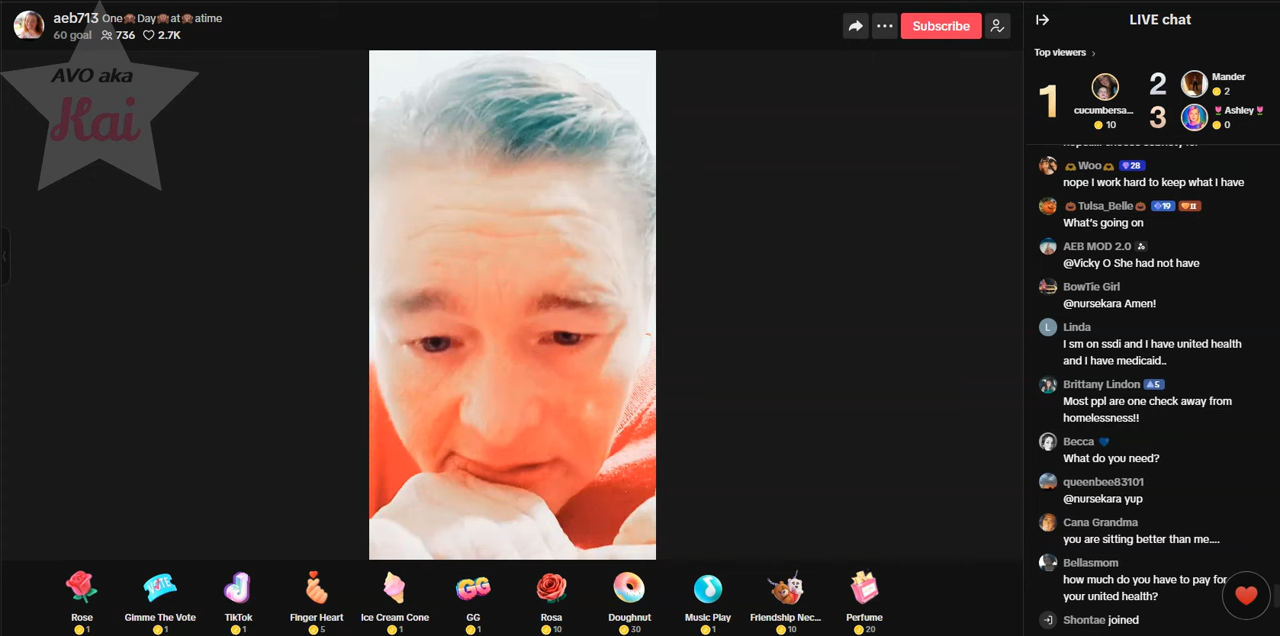 aeb713 One🙈Day🙈at🙈atime
60 goal 736 2.7K
AVO aka
Kai
Subscribe
LIVE chat
Top viewers >
1
cucumbersa...
10
2
Mander
2
3
🌷Ashley🌷
0
🫶Woo🫶 28
nope I work hard to keep what I have
🎃Tulsa_Belle🎃 19 II
What's going on
AEB MOD 2.0
@Vicky O She had not have
BowTie Girl
@nursekara Amen!
L Linda
I sm on ssdi and I have united health
and I have medicaid..
Brittany Lindon 5
Most ppl are one check away from
homelessness!!
Becca 💙
What do you need?
queenbee83101
@nursekara yup
Cana Grandma
you are sitting better than me....
Bellasmom
how much do you have to pay for
your united health?
Shontae joined
Rose
1
VOTE
Gimme The Vote
1
TikTok
1
Finger Heart
5
Ice Cream Cone
1
GG
GG
1
Rosa
10
Doughnut
30
Music Play
1
Friendship Nec...
10
Perfume
20